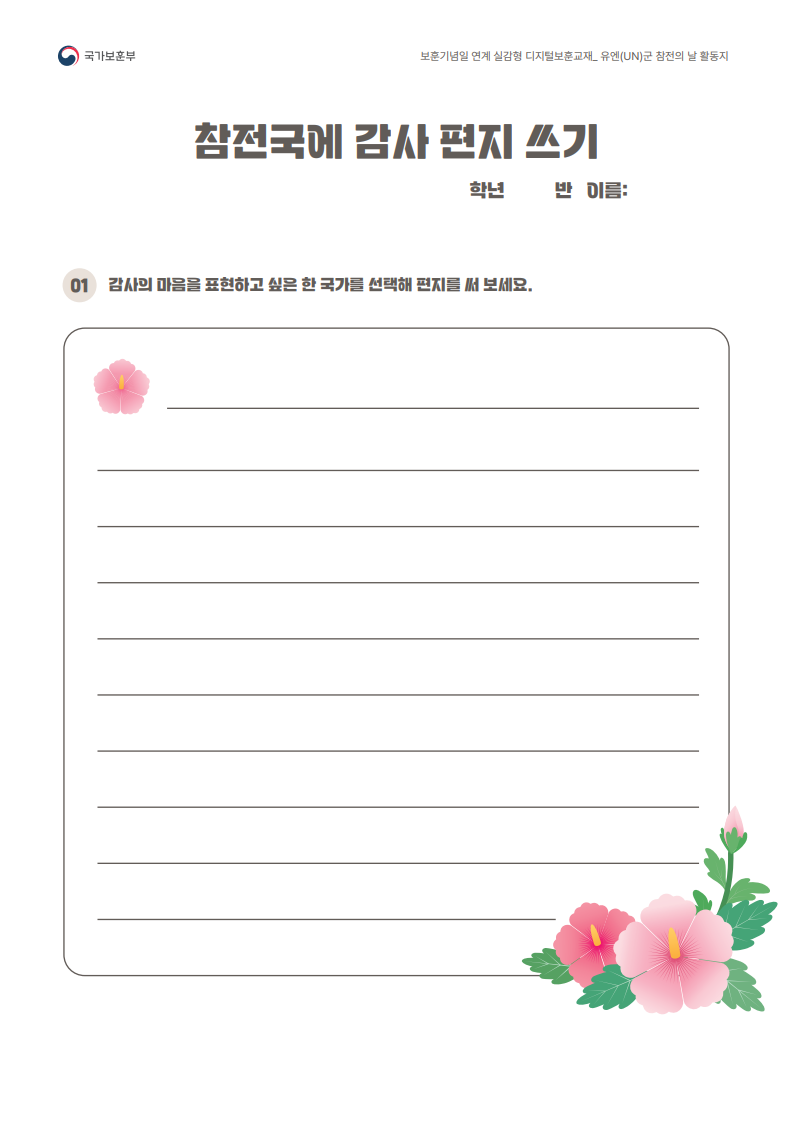 국가보훈부
보훈기념일 연계 실감형 디지털보훈교재_ 유엔(UN)군 참전의 날 활동지
참전국에 감사 편지 쓰기
학년 반 이름:
01 감사의 마음을 표현하고 싶은 한 국가를 선택해 편지를 써 보세요.